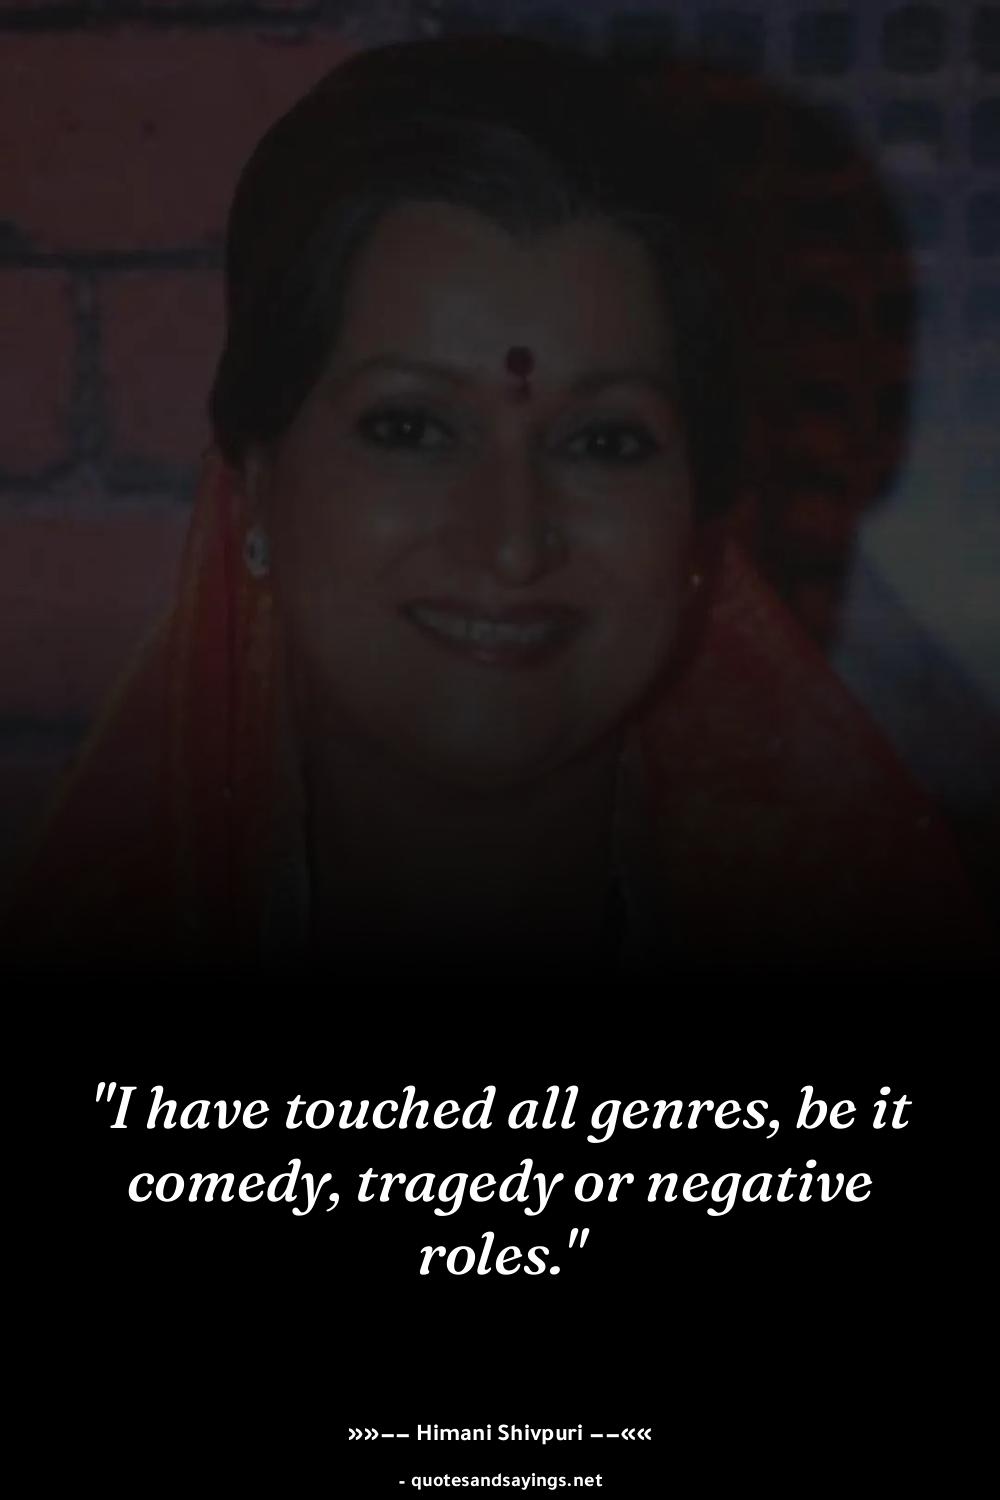 "I have touched all genres, be it
comedy, tragedy or negative
roles."
»»−− Himani Shivpuri −−««
- quotesandsayings.net